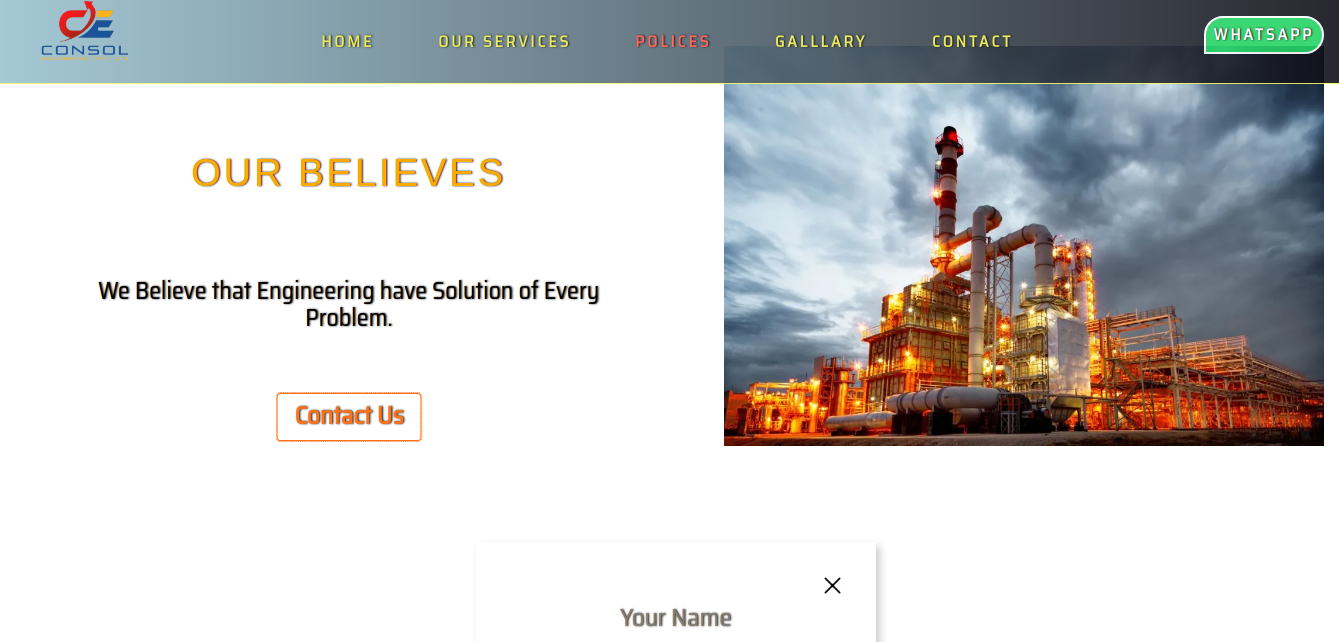 CONSOL
HOME
OUR SERVICES
POLICES
GALLLARY
CONTACT
WHATSAPP
OUR BELIEVES
We Believe that Engineering have Solution of Every
Problem.
Contact Us
Your Name